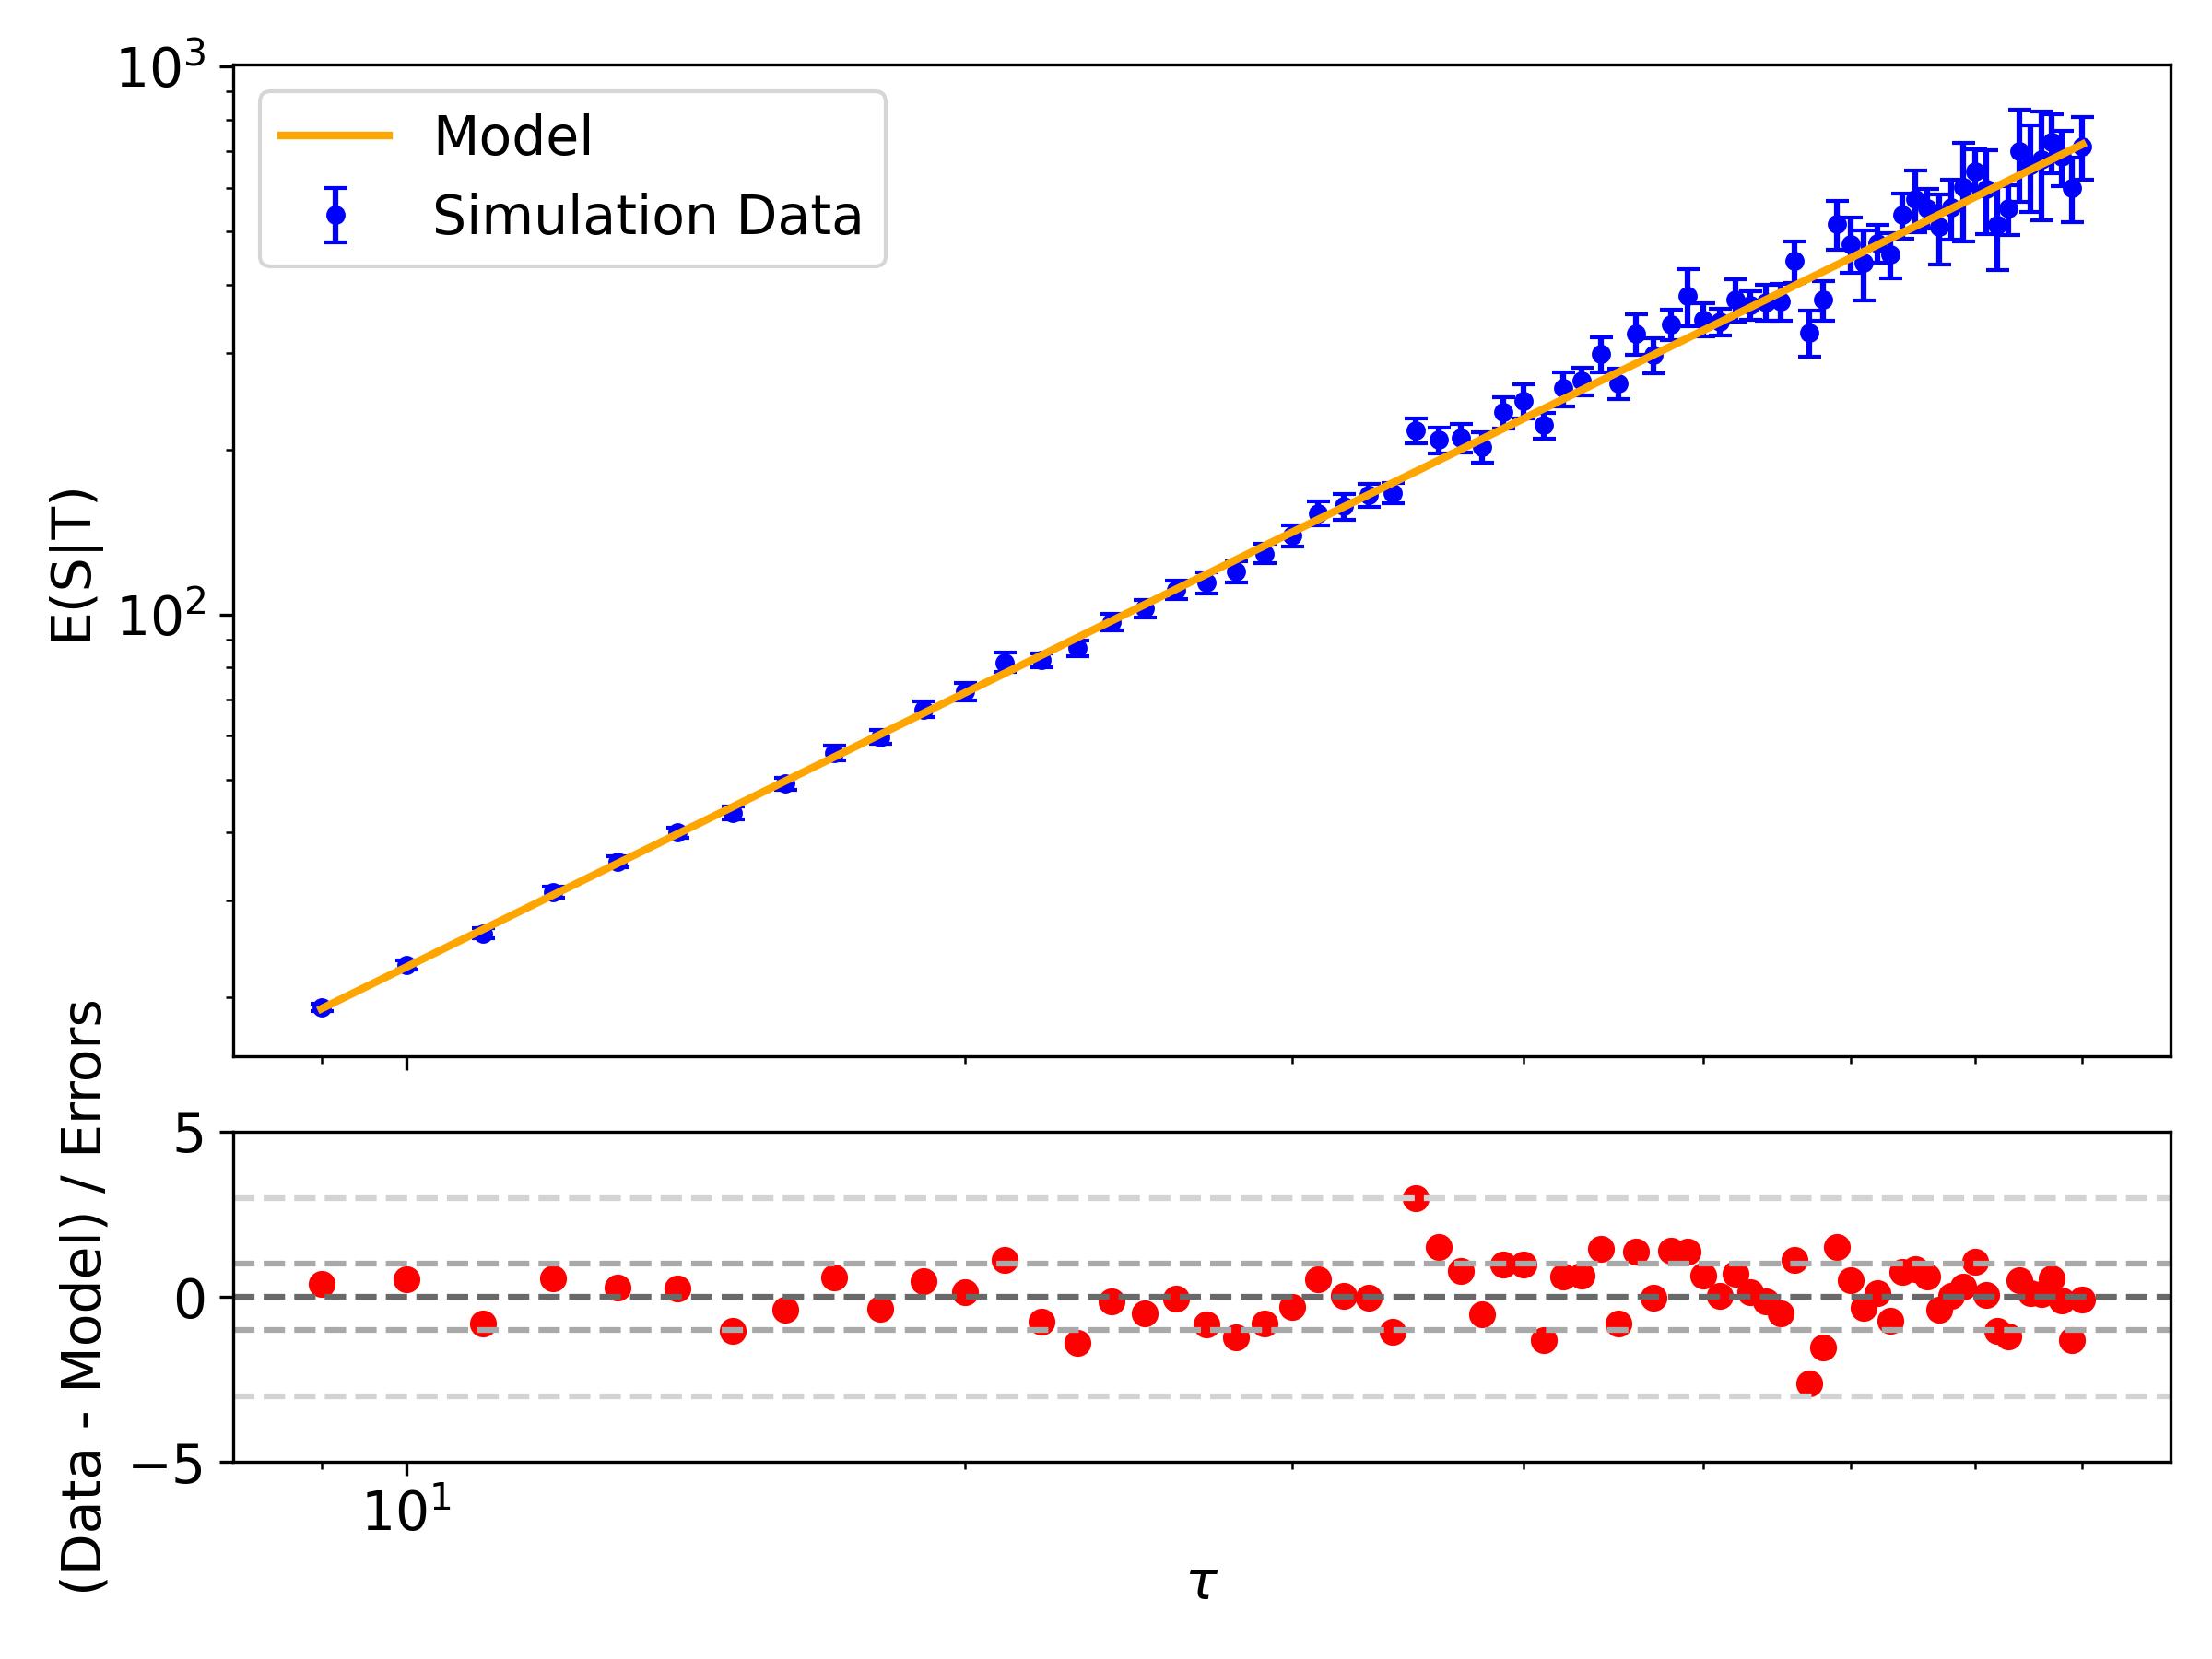 10³
Model
Simulation Data
E(S|T)
10²
(Data - Model) / Errors
5
0
−5
10¹
τ